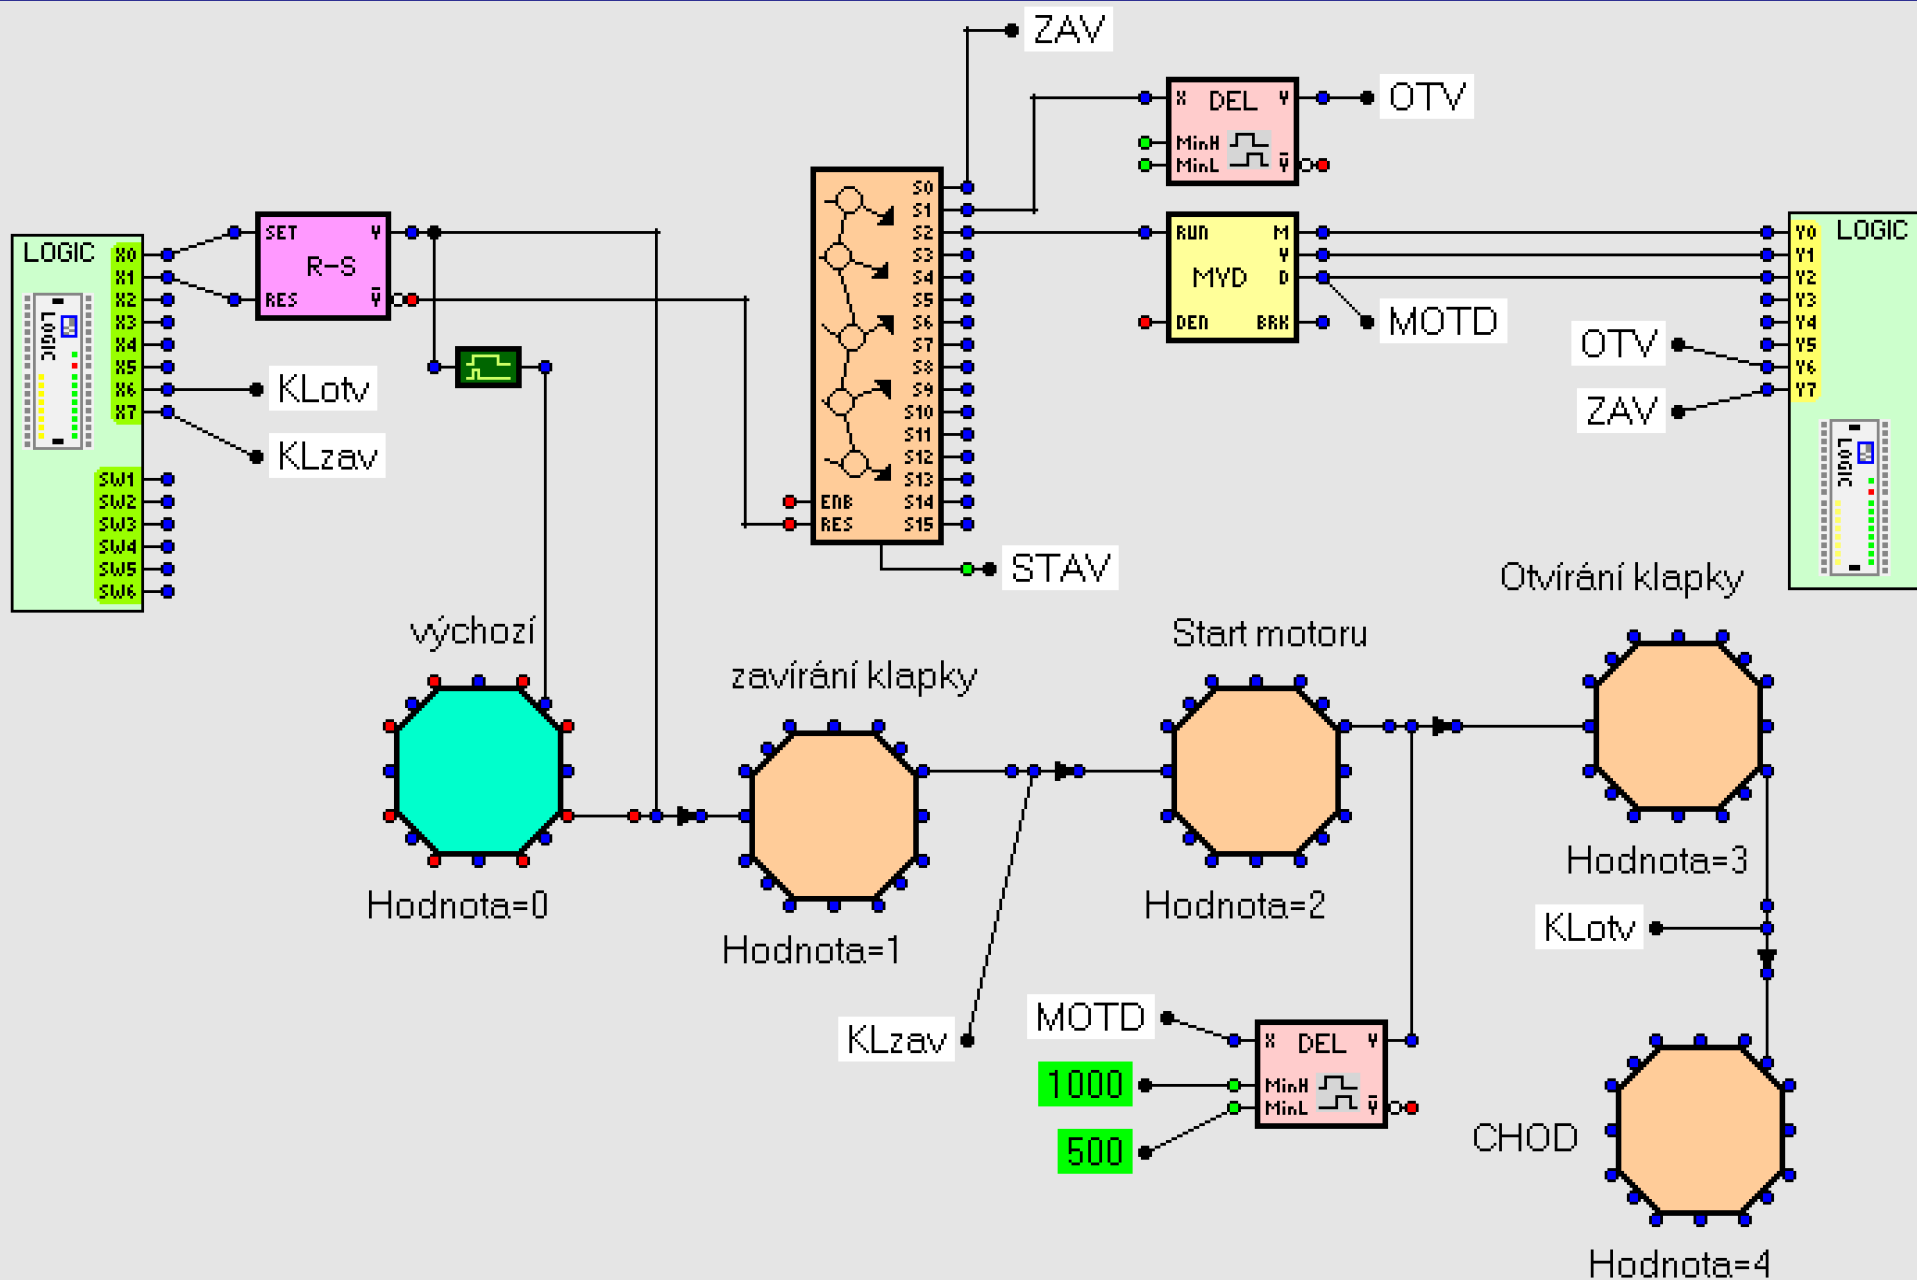 ZAV
X DEL Y
MinH
MinL Y
OTV
LOGIC
X0
X1
X2
X3
X4
X5
X6
X7
LOGIC
SW1
SW2
SW3
SW4
SW5
SW6
SET Y
R-S
RES Y
KLotv
KLzav
S0
S1
S2
S3
S4
S5
S6
S7
S8
S9
S10
S11
S12
S13
ENB S14
RES S15
STAV
RUN M
Y
MYD D
DEN BRK
MOTD
OTV
ZAV
Y0 LOGIC
Y1
Y2
Y3
Y4
Y5
Y6
Y7
LOGIC
výchozí
Hodnota=0
zavírání klapky
Hodnota=1
Start motoru
Hodnota=2
Otvírání klapky
Hodnota=3
KLotv
KLzav
MOTD
1000
500
X DEL Y
MinH
MinL Y
CHOD
Hodnota=4